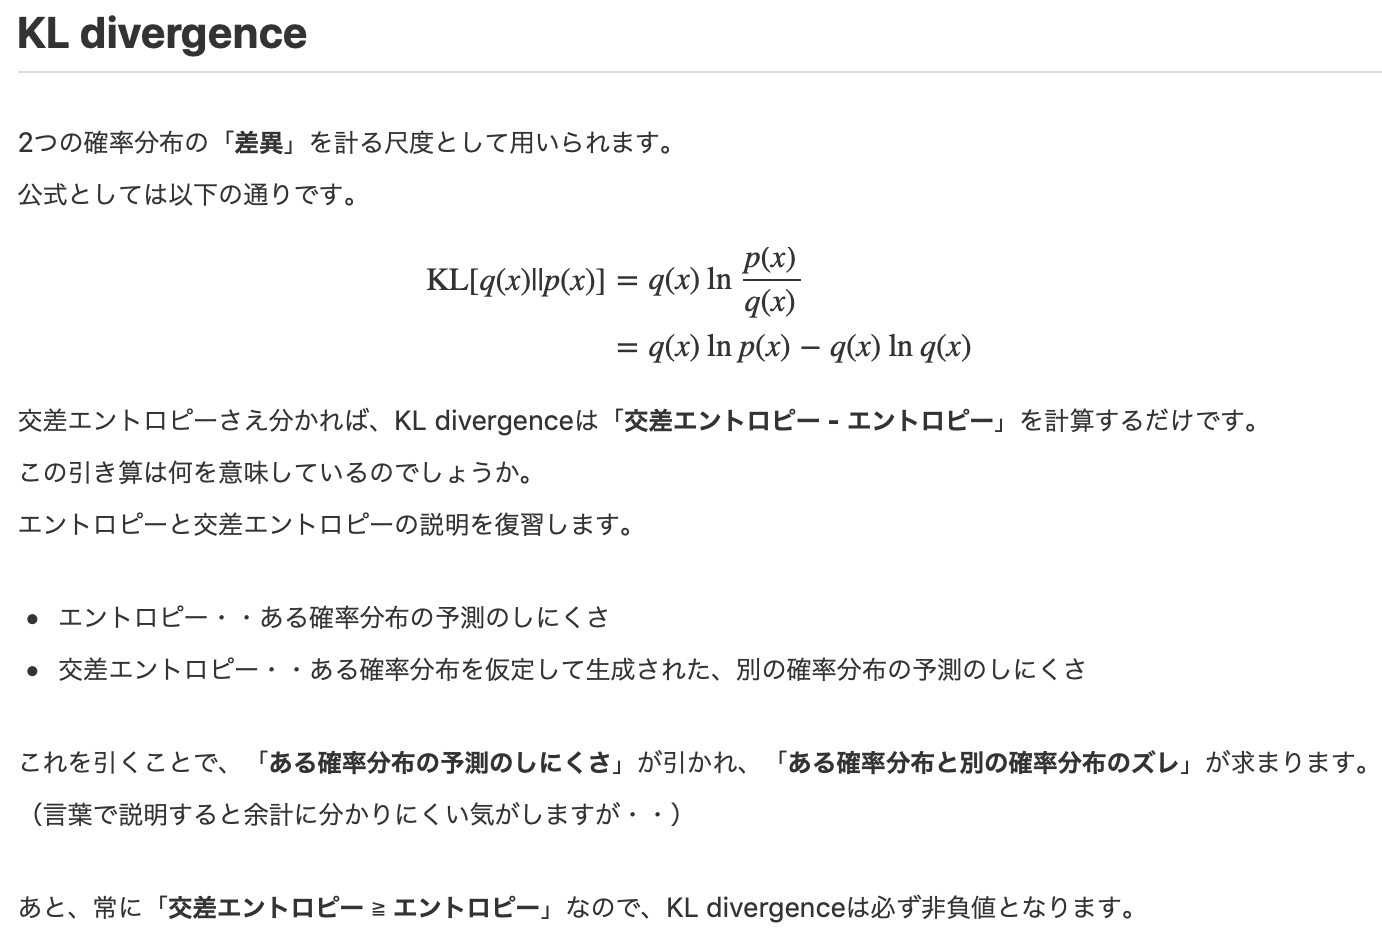 KL divergence
2つの確率分布の「差異」を計る尺度として用いられます。
公式としては以下の通りです。
KL[q(x)||p(x)] = q(x) ln p(x)/q(x)
= q(x) ln p(x) − q(x) ln q(x)
交差エントロピーさえ分かれば、KL divergenceは「交差エントロピー - エントロピー」を計算するだけです。
この引き算は何を意味しているのでしょうか。
エントロピーと交差エントロピーの説明を復習します。
• エントロピー・・ある確率分布の予測のしにくさ
• 交差エントロピー・・ある確率分布を仮定して生成された、別の確率分布の予測のしにくさ
これを引くことで、「ある確率分布の予測のしにくさ」が引かれ、「ある確率分布と別の確率分布のズレ」が求まります。
（言葉で説明すると余計に分かりにくい気がしますが・・）
あと、常に「交差エントロピー ≧ エントロピー」なので、KL divergenceは必ず非負値となります。